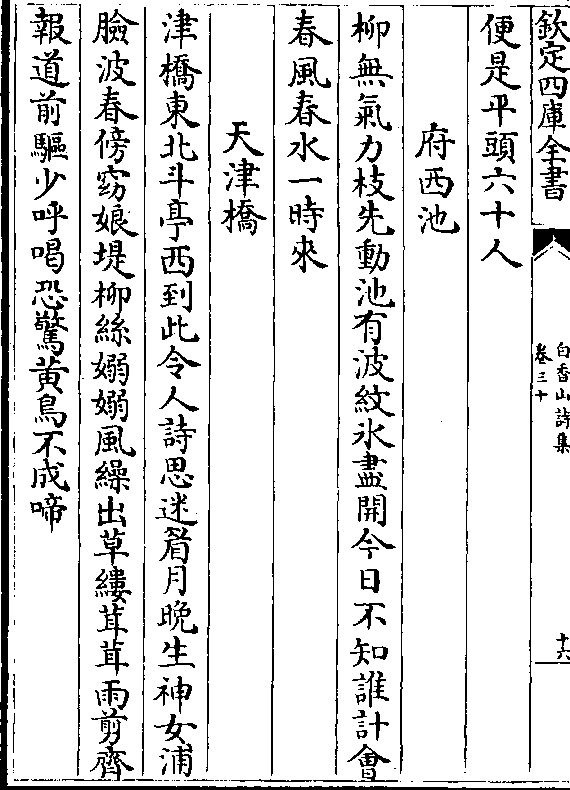 欽定四庫全書
白香山詩集
卷三十
十六
便是平頭六十人
府西池
柳無氣力枝先動池有波紋氷盡開今日不知誰計會
春風春水一時來
天津橋
津橋東北斗亭西到此令人詩思迷眉月晚生神女浦
臉波春傍窈娘堤柳絲嫋嫋風繰出草縷茸茸雨剪齊
報道前驅少呼喝恐驚黃鳥不成啼